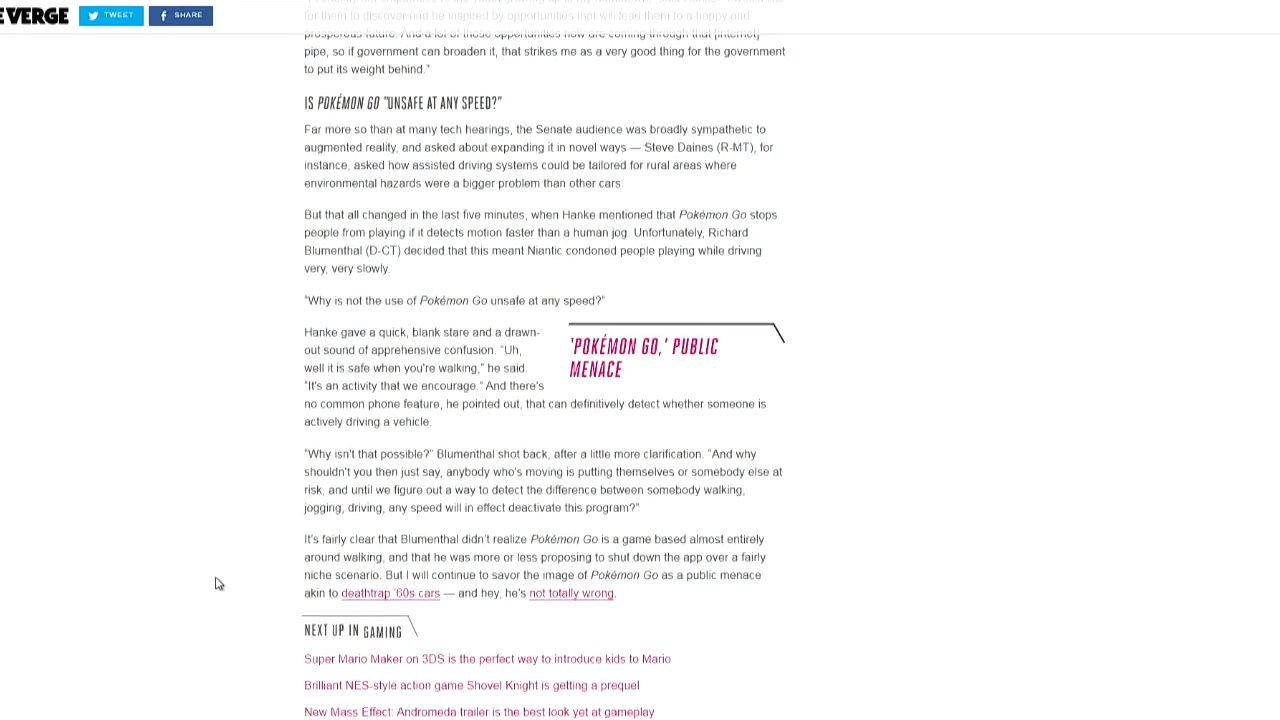 E VERGE
TWEET
SHARE
for them to discover and be inspired by opportunities that will lead them to a happy and
prosperous future. And a lot of those opportunities now are coming through that [internet]
pipe, so if government can broaden it, that strikes me as a very good thing for the government
to put its weight behind."
IS POKÉMON GO "UNSAFE AT ANY SPEED?"
Far more so than at many tech hearings, the Senate audience was broadly sympathetic to
augmented reality, and asked about expanding it in novel ways — Steve Daines (R-MT), for
instance, asked how assisted driving systems could be tailored for rural areas where
environmental hazards were a bigger problem than other cars.
But that all changed in the last five minutes, when Hanke mentioned that Pokémon Go stops
people from playing if it detects motion faster than a human jog. Unfortunately, Richard
Blumenthal (D-CT) decided that this meant Niantic condoned people playing while driving
very, very slowly.
"Why is not the use of Pokémon Go unsafe at any speed?"
Hanke gave a quick, blank stare and a drawn-
out sound of apprehensive confusion. "Uh,
well it is safe when you're walking," he said.
"It's an activity that we encourage." And there's
no common phone feature, he pointed out, that can definitively detect whether someone is
actively driving a vehicle.
'POKÉMON GO,' PUBLIC
MENACE
"Why isn't that possible?" Blumenthal shot back, after a little more clarification. "And why
shouldn't you then just say, anybody who's moving is putting themselves or somebody else at
risk, and until we figure out a way to detect the difference between somebody walking,
jogging, driving, any speed will in effect deactivate this program?"
It's fairly clear that Blumenthal didn't realize Pokémon Go is a game based almost entirely
around walking, and that he was more or less proposing to shut down the app over a fairly
niche scenario. But I will continue to savor the image of Pokémon Go as a public menace
akin to deathtrap '60s cars — and hey, he's not totally wrong.
NEXT UP IN GAMING
Super Mario Maker on 3DS is the perfect way to introduce kids to Mario
Brilliant NES-style action game Shovel Knight is getting a prequel
New Mass Effect: Andromeda trailer is the best look yet at gameplay